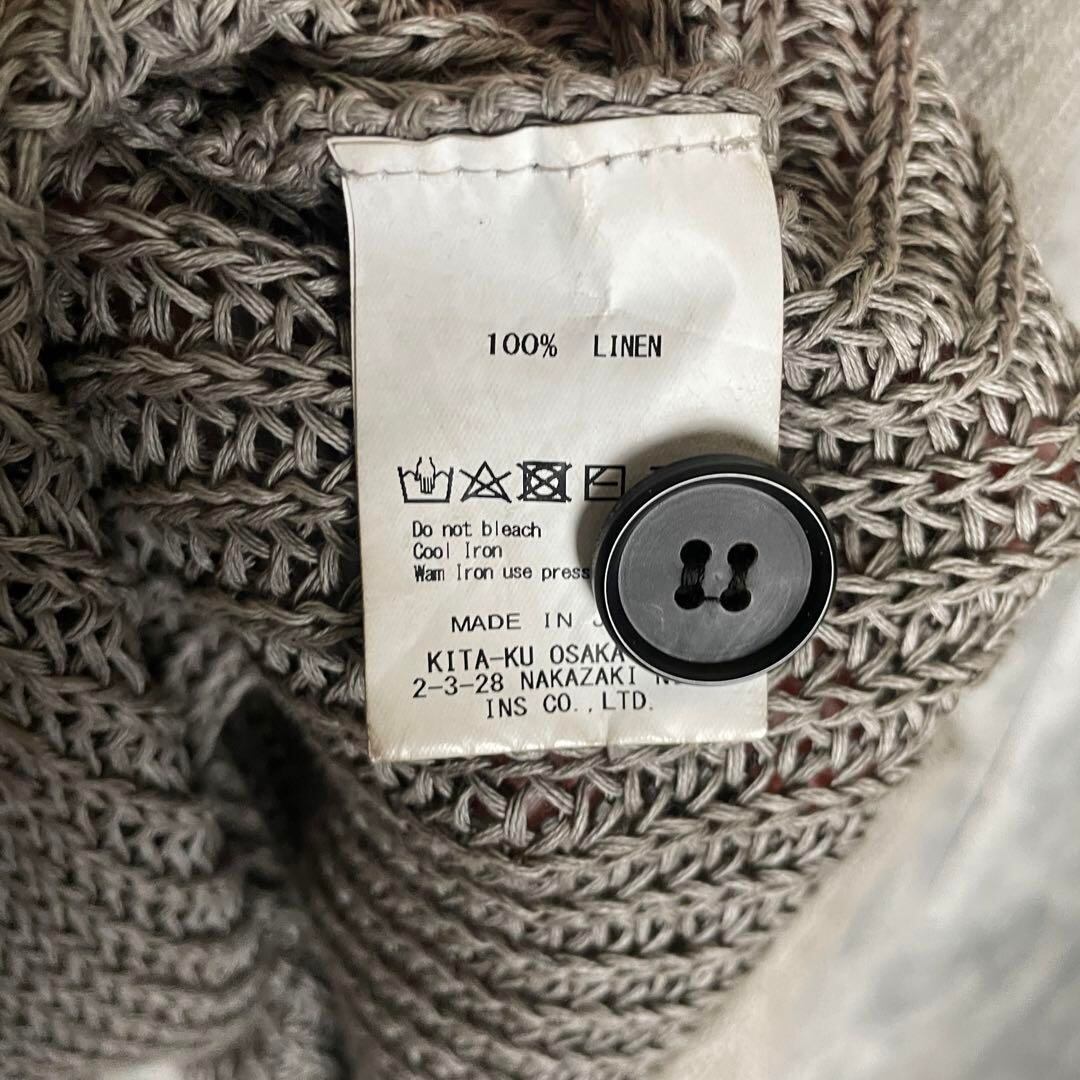 100% LINEN
Do not bleach
Cool Iron
Wam Iron use press
MADE IN
KITA-KU OSAKA
2-3-28 NAKAZAKI
INS CO.,LTD.